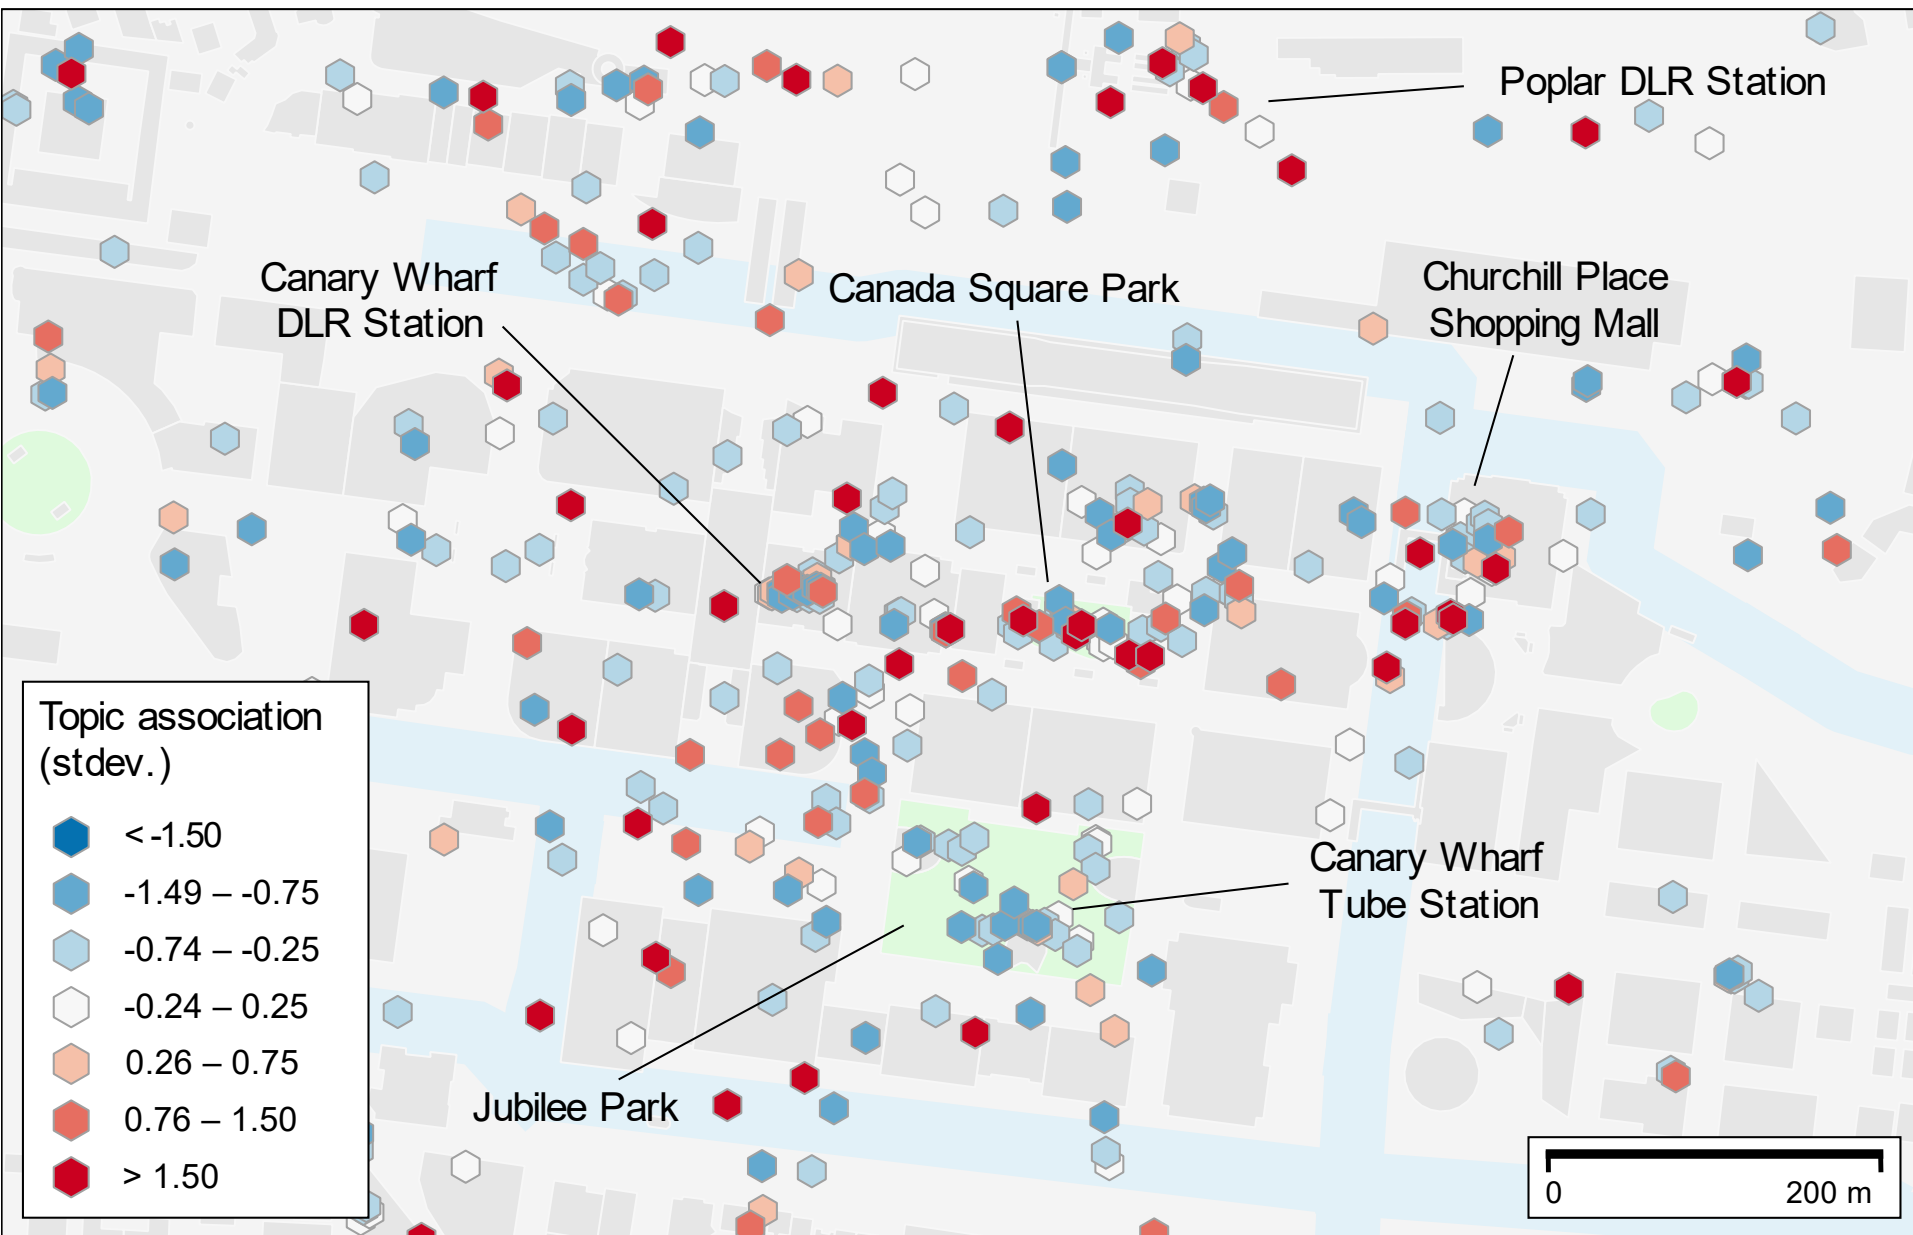 Poplar DLR Station
Canary Wharf
DLR Station
Canada Square Park
Churchill Place
Shopping Mall
Topic association
(stdev.)
< -1.50
-1.49 – -0.75
-0.74 – -0.25
-0.24 – 0.25
0.26 – 0.75
0.76 – 1.50
> 1.50
Canary Wharf
Tube Station
Jubilee Park
0 200 m